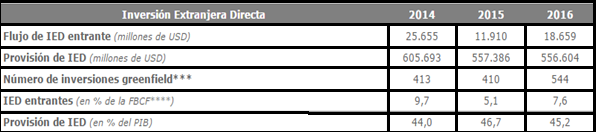 Inversión Extranjera Directa 2014 2015 2016
Flujo de IED entrante (millones de USD) 25.655 11.910 18.659
Provisión de IED (millones de USD) 605.693 557.386 556.604
Número de inversiones greenfield*** 413 410 544
IED entrantes (en % de la FBCF****) 9,7 5,1 7,6
Provisión de IED (en % del PIB) 44,0 46,7 45,2